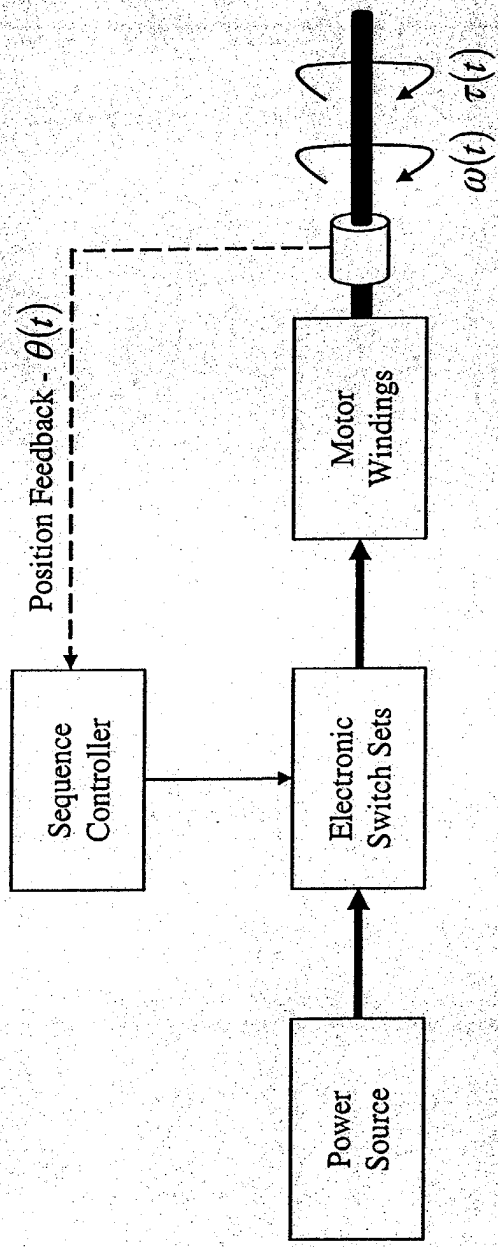 Position Feedback - θ(t)
Sequence
Controller
Power
Source
Electronic
Switch Sets
Motor
Windings
ω(t) τ(t)